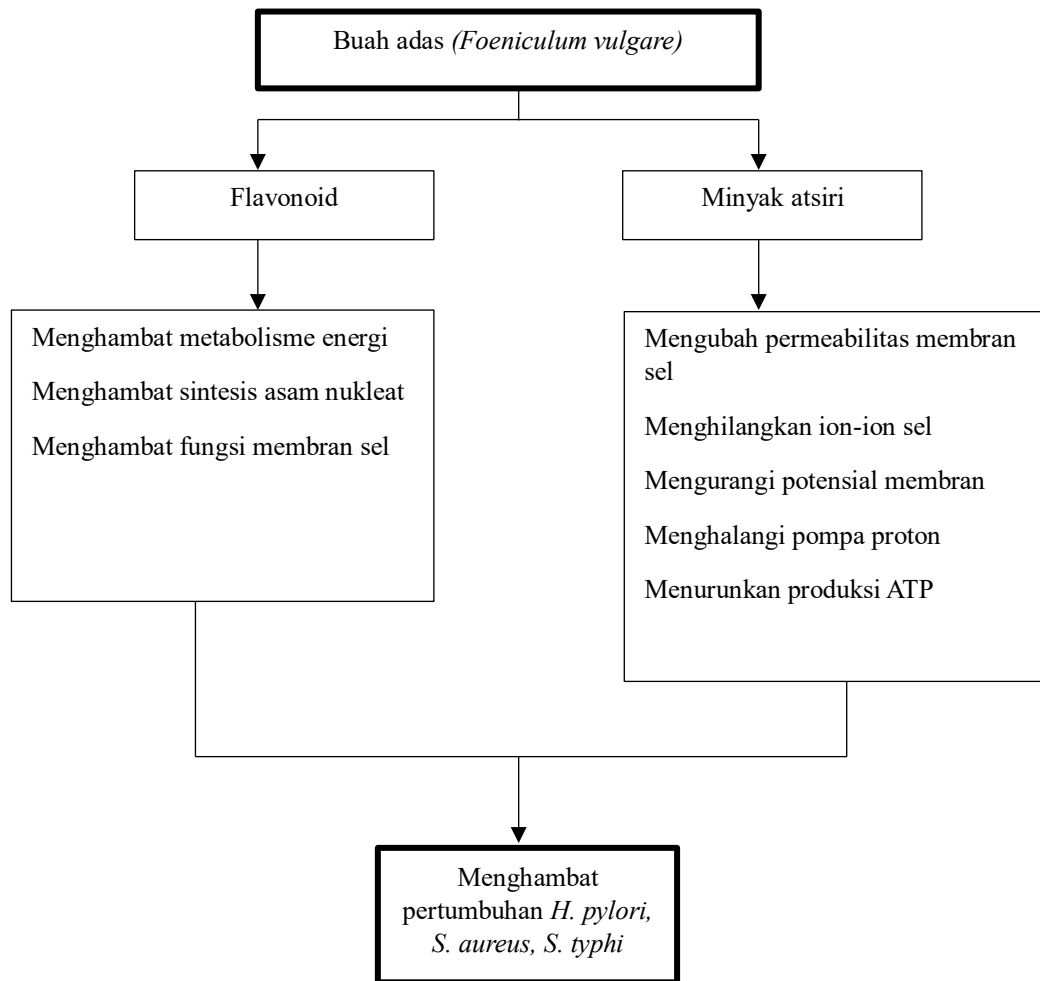 Buah adas (Foeniculum vulgare)
Flavonoid
Minyak atsiri
Menghambat metabolisme energi
Menghambat sintesis asam nukleat
Menghambat fungsi membran sel
Mengubah permeabilitas membran
sel
Menghilangkan ion-ion sel
Mengurangi potensial membran
Menghalangi pompa proton
Menurunkan produksi ATP
Menghambat
pertumbuhan H. pylori,
S. aureus, S. typhi